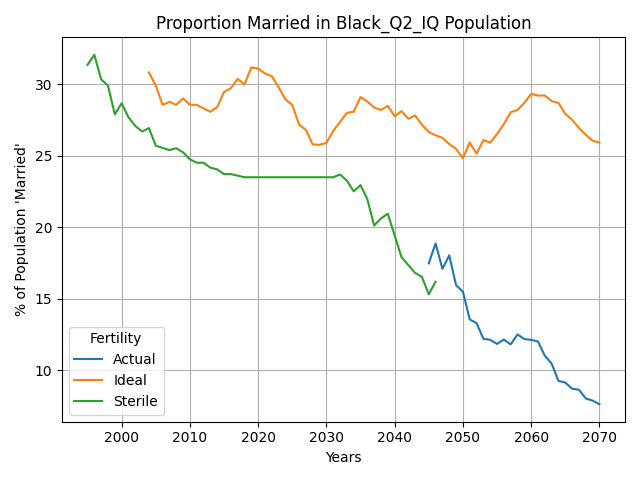 Proportion Married in Black_Q2_IQ Population
% of Population 'Married'
30
25
20
15
10
Fertility
Actual
Ideal
Sterile
2000 2010 2020 2030 2040 2050 2060 2070
Years